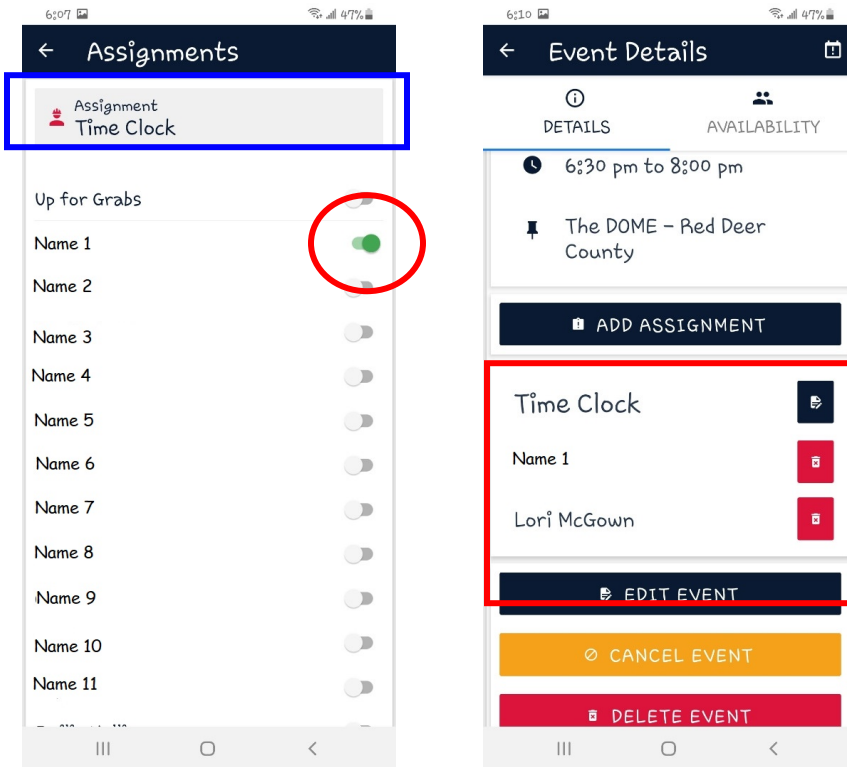 6:07
47%
Assignments
Assignment
Time Clock
Up for Grabs
Name 1
Name 2
Name 3
Name 4
Name 5
Name 6
Name 7
Name 8
Name 9
Name 10
Name 11
6:10
47%
Event Details
DETAILS
AVAILABILITY
6:30 pm to 8:00 pm
The DOME - Red Deer
County
ADD ASSIGNMENT
Time Clock
Name 1
Lori McGown
EDIT EVENT
CANCEL EVENT
DELETE EVENT